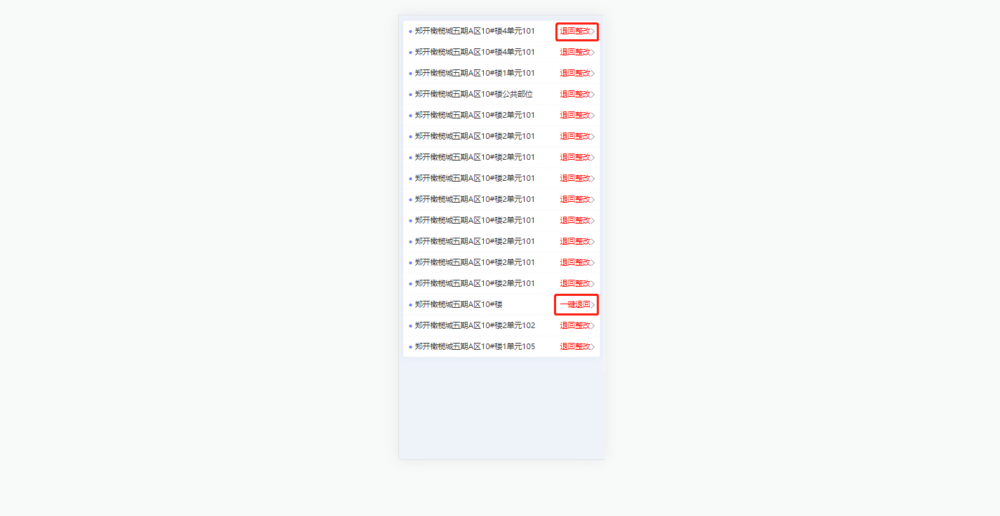 郑开橄榄城五期A区10#楼4单元101 退回整改
郑开橄榄城五期A区10#楼4单元101 退回整改
郑开橄榄城五期A区10#楼1单元101 退回整改
郑开橄榄城五期A区10#楼公共部位 退回整改
郑开橄榄城五期A区10#楼2单元101 退回整改
郑开橄榄城五期A区10#楼2单元101 退回整改
郑开橄榄城五期A区10#楼2单元101 退回整改
郑开橄榄城五期A区10#楼2单元101 退回整改
郑开橄榄城五期A区10#楼2单元101 退回整改
郑开橄榄城五期A区10#楼2单元101 退回整改
郑开橄榄城五期A区10#楼2单元101 退回整改
郑开橄榄城五期A区10#楼2单元101 退回整改
郑开橄榄城五期A区10#楼2单元101 退回整改
郑开橄榄城五期A区10#楼 一键退回
郑开橄榄城五期A区10#楼2单元102 退回整改
郑开橄榄城五期A区10#楼1单元105 退回整改